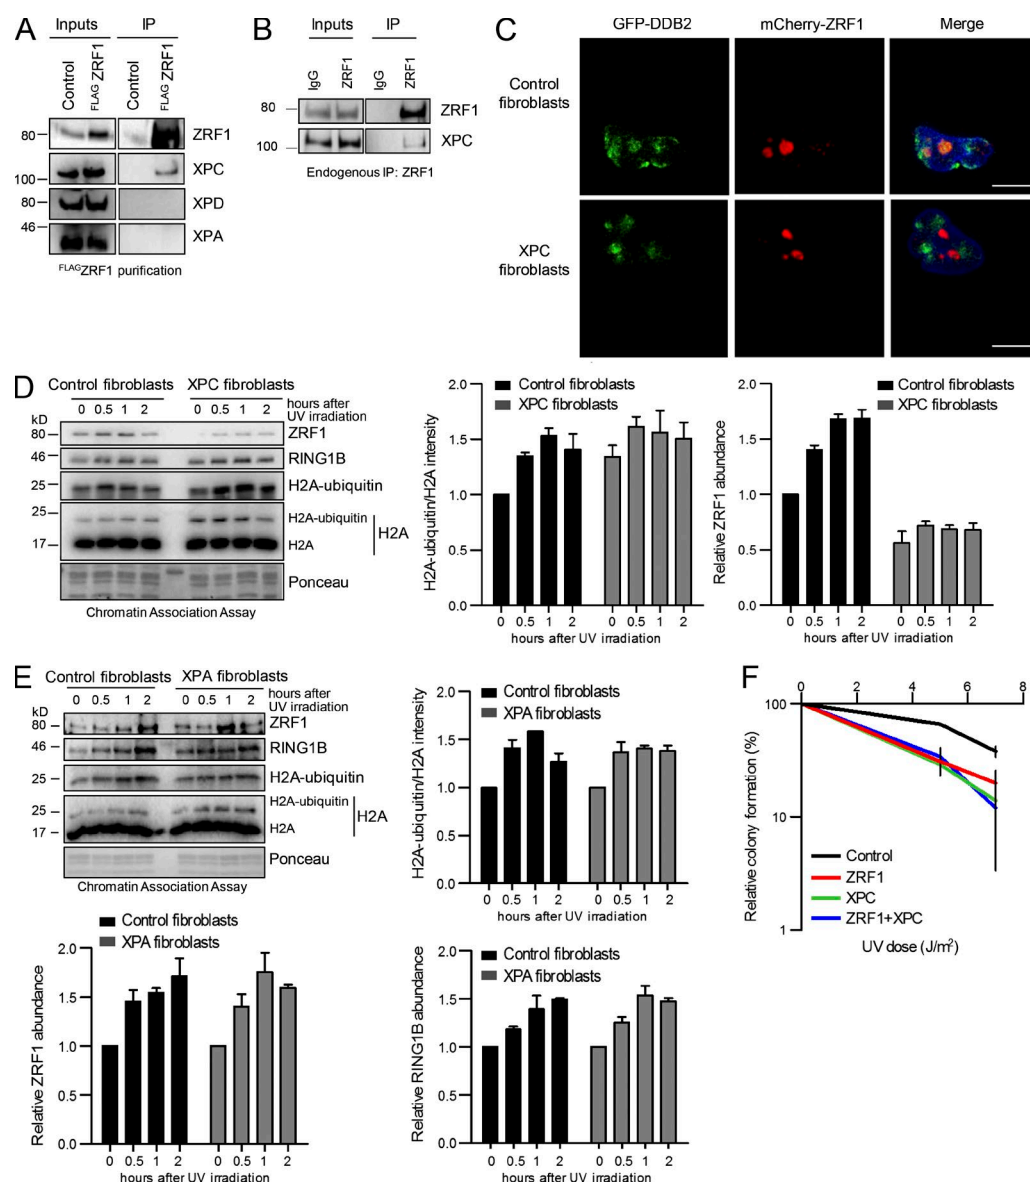 A
Inputs IP
Control FLAG ZRF1 Control FLAG ZRF1
80 ZRF1
100 XPC
80 XPD
46 XPA
FLAGZRF1 purification
B
Inputs IP
IgG ZRF1 IgG ZRF1
80 ZRF1
100 XPC
Endogenous IP: ZRF1
C
GFP-DDB2 mCherry-ZRF1 Merge
Control
fibroblasts
XPC
fibroblasts
D
Control fibroblasts XPC fibroblasts
0 0.5 1 2 0 0.5 1 2 hours after
UV irradiation
kD
80 ZRF1
46 RING1B
25 H2A-ubiquitin
25 H2A-ubiquitin
H2A
17 H2A
Ponceau
Chromatin Association Assay
H2A-ubiquitin/H2A intensity
2.0
1.5
1.0
0.5
0.0
Control fibroblasts
XPC fibroblasts
0 0.5 1 2 0 0.5 1 2
hours after UV irradiation
Relative ZRF1 abundance
2.0
1.5
1.0
0.5
0.0
Control fibroblasts
XPC fibroblasts
0 0.5 1 2 0 0.5 1 2
hours after UV irradiation
E
Control fibroblasts XPA fibroblasts
0 0.5 1 2 0 0.5 1 2 hours after
UV irradiation
kD
80 ZRF1
46 RING1B
25 H2A-ubiquitin
25 H2A-ubiquitin
H2A
17 H2A
Ponceau
Chromatin Association Assay
H2A-ubiquitin/H2A intensity
2.0
1.5
1.0
0.5
0.0
Control fibroblasts
XPA fibroblasts
0 0.5 1 2 0 0.5 1 2
hours after UV irradiation
F
0 2 4 6 8
100
10
1
Relative colony formation (%)
Control
ZRF1
XPC
ZRF1+XPC
UV dose (J/m²)
Relative ZRF1 abundance
2.0
1.5
1.0
0.5
0.0
Control fibroblasts
XPA fibroblasts
0 0.5 1 2 0 0.5 1 2
hours after UV irradiation
Relative RING1B abundance
2.0
1.5
1.0
0.5
0.0
Control fibroblasts
XPA fibroblasts
0 0.5 1 2 0 0.5 1 2
hours after UV irradiation